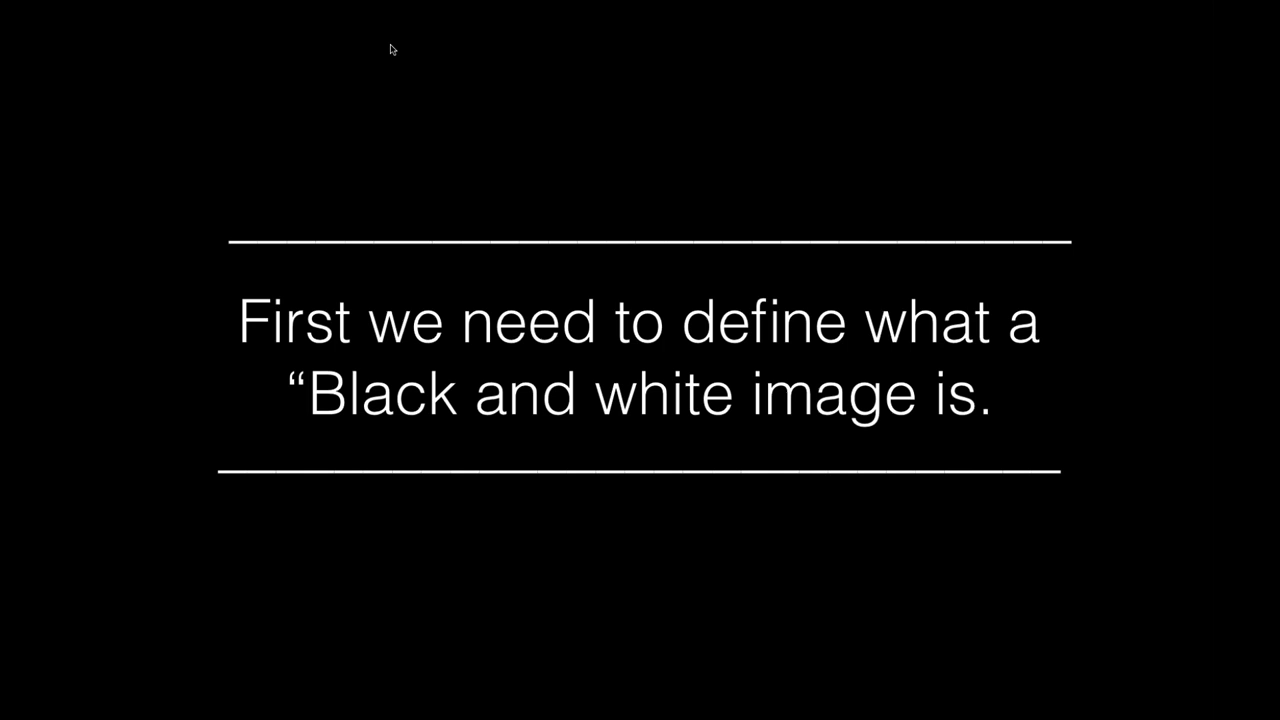 First we need to define what a
“Black and white image is.